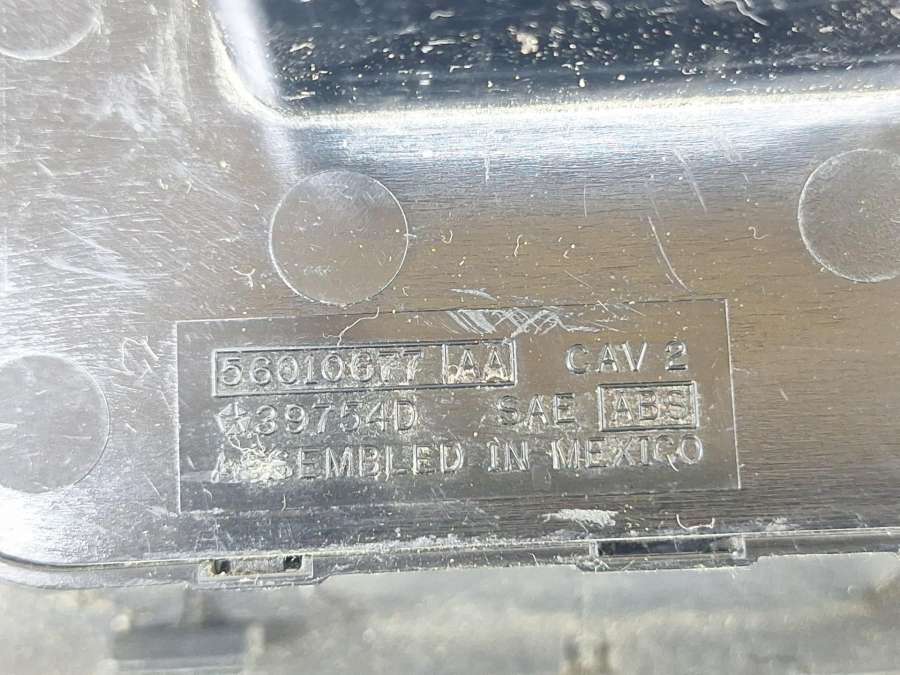 56010677 AA CAV 2
39754D SAE ABS
ASSEMBLED IN MEXICO